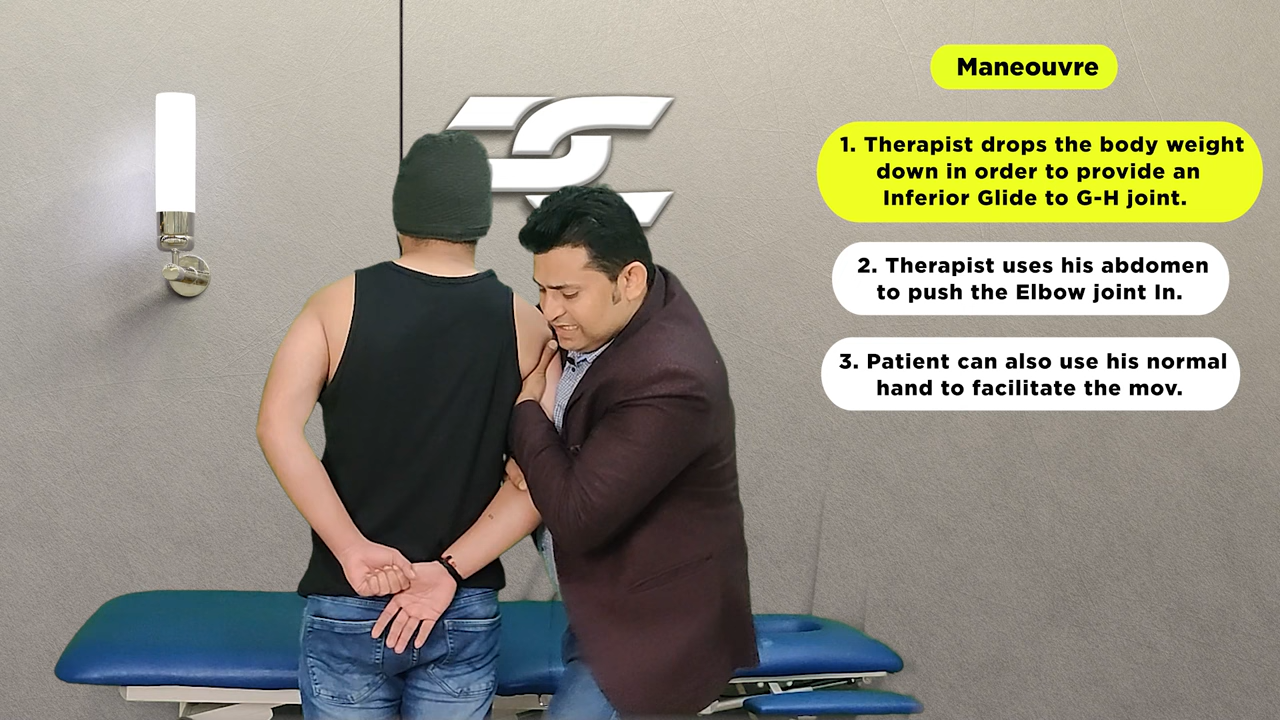 Maneouvre
1. Therapist drops the body weight
down in order to provide an
Inferior Glide to G-H joint.
2. Therapist uses his abdomen
to push the Elbow joint In.
3. Patient can also use his normal
hand to facilitate the mov.